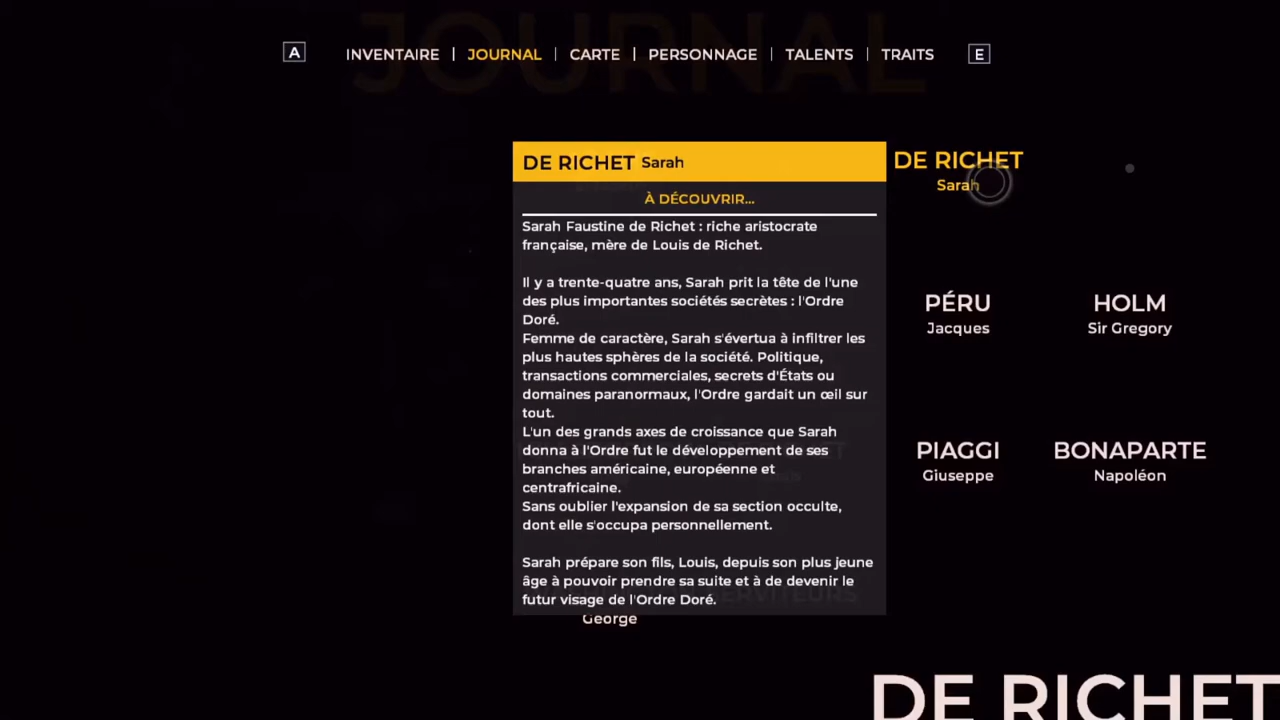 JOURNAL
A INVENTAIRE | JOURNAL | CARTE | PERSONNAGE | TALENTS | TRAITS E
DE RICHET Sarah
À DÉCOUVRIR...
Sarah Faustine de Richet : riche aristocrate
française, mère de Louis de Richet.
Il y a trente-quatre ans, Sarah prit la tête de l'une
des plus importantes sociétés secrètes : l'Ordre
Doré.
Femme de caractère, Sarah s'évertua à infiltrer les
plus hautes sphères de la société. Politique,
transactions commerciales, secrets d'États ou
domaines paranormaux, l'Ordre gardait un œil sur
tout.
L'un des grands axes de croissance que Sarah
donna à l'Ordre fut le développement de ses
branches américaine, européenne et
centrafricaine.
Sans oublier l'expansion de sa section occulte,
dont elle s'occupa personnellement.
Sarah prépare son fils, Louis, depuis son plus jeune
âge à pouvoir prendre sa suite et à de devenir le
futur visage de l'Ordre Doré.
SERVITEURS
George
DE RICHET
Sarah
PÉRU
Jacques
HOLM
Sir Gregory
PIAGGI
Giuseppe
BONAPARTE
Napoléon
DE RICHET